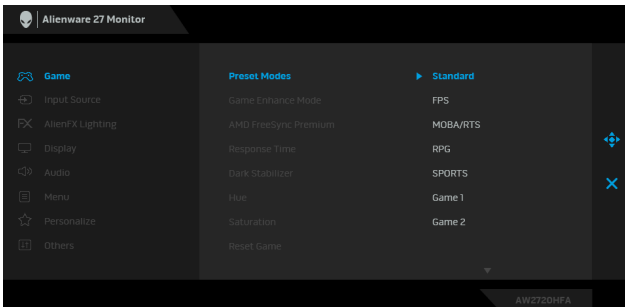 Alienware 27 Monitor
Game
Input Source
AlienFX Lighting
Display
Audio
Menu
Personalize
Others
Preset Modes
Game Enhance Mode
AMD FreeSync Premium
Response Time
Dark Stabilizer
Hue
Saturation
Reset Game
Standard
FPS
MOBA/RTS
RPG
SPORTS
Game 1
Game 2
AW2720HFA